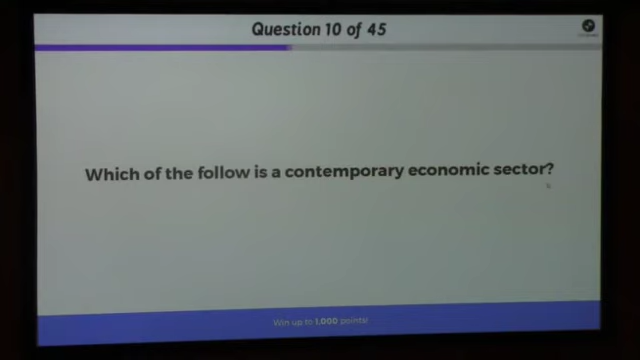 Question 10 of 45
Which of the follow is a contemporary economic sector?
Win up to 1,000 points!